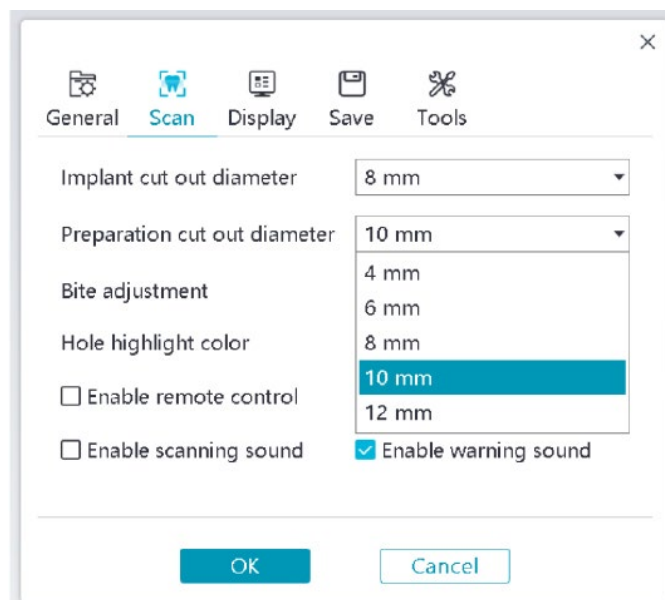 General Scan Display Save Tools
Implant cut out diameter 8 mm
Preparation cut out diameter 10 mm
4 mm
Bite adjustment
6 mm
Hole highlight color 8 mm
10 mm
Enable remote control
12 mm
Enable scanning sound Enable warning sound
OK Cancel